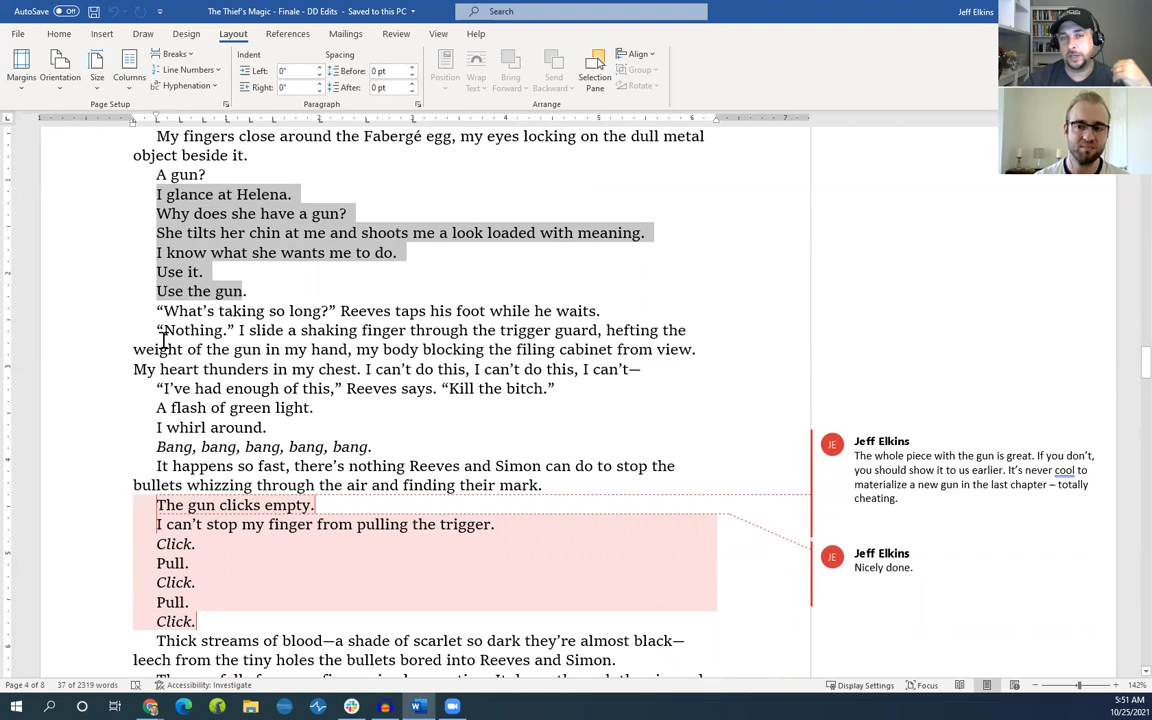 AutoSave Off The Thief's Magic - Finale - DD Edits - Saved to this PC Search Jeff Elkins
File Home Insert Draw Design Layout References Mailings Review View Help
Margins Orientation Size Columns
Breaks
Line Numbers
Hyphenation
Page Setup
Indent Spacing
Left: 0" Before: 0 pt
Right: 0" After: 0 pt
Paragraph
Position Wrap Text Bring Forward Send Backward Selection Pane
Align
Group
Rotate
Arrange
My fingers close around the Fabergé egg, my eyes locking on the dull metal
object beside it.
A gun?
I glance at Helena.
Why does she have a gun?
She tilts her chin at me and shoots me a look loaded with meaning.
I know what she wants me to do.
Use it.
Use the gun.
“What’s taking so long?” Reeves taps his foot while he waits.
“Nothing.” I slide a shaking finger through the trigger guard, hefting the
weight of the gun in my hand, my body blocking the filing cabinet from view.
My heart thunders in my chest. I can’t do this, I can’t do this, I can’t—
“I’ve had enough of this,” Reeves says. “Kill the bitch.”
A flash of green light.
I whirl around.
Bang, bang, bang, bang, bang.
It happens so fast, there’s nothing Reeves and Simon can do to stop the
bullets whizzing through the air and finding their mark.
The gun clicks empty.
I can’t stop my finger from pulling the trigger.
Click.
Pull.
Click.
Pull.
Click.
Thick streams of blood—a shade of scarlet so dark they’re almost black—
leech from the tiny holes the bullets bored into Reeves and Simon.
JE Jeff Elkins
The whole piece with the gun is great. If you don’t,
you should show it to us earlier. It’s never cool to
materialize a new gun in the last chapter – totally
cheating.
JE Jeff Elkins
Nicely done.
Page 4 of 8 37 of 2319 words Accessibility: Investigate Display Settings Focus 142%
5:51 AM
10/25/2021